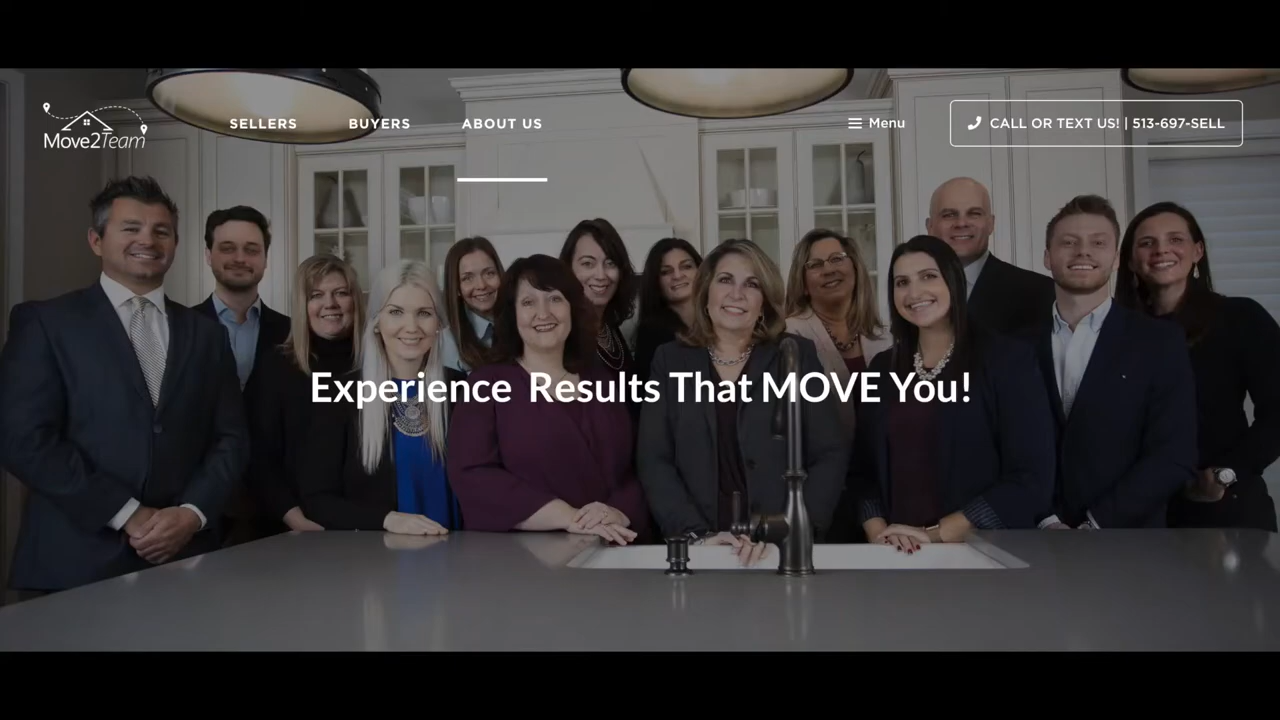 Move2Team
SELLERS
BUYERS
ABOUT US
Menu
CALL OR TEXT US! | 513-697-SELL
Experience Results That MOVE You!